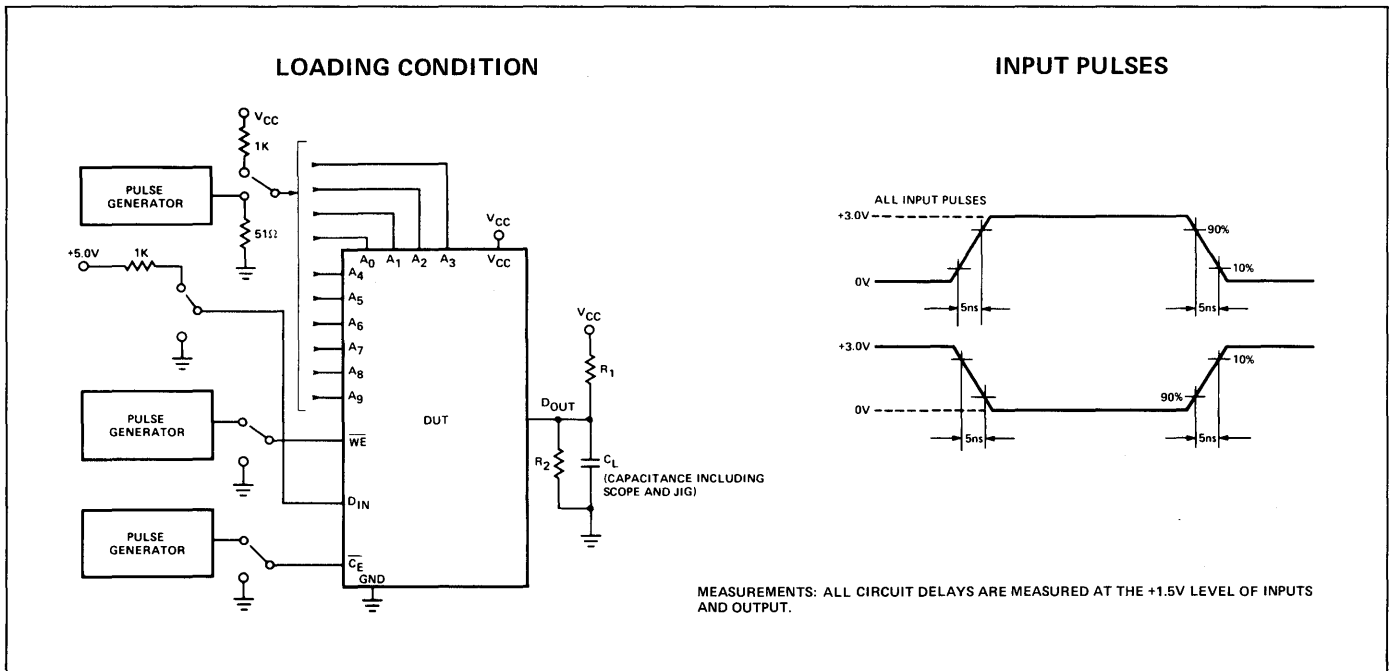 LOADING CONDITION
INPUT PULSES
VCC
1K
PULSE
GENERATOR
51Ω
+5.0V
1K
A0 A1 A2 A3
VCC
VCC
A4
A5
A6
A7
A8
A9
DUT
PULSE
GENERATOR
WE
DIN
PULSE
GENERATOR
CE
GND
VCC
R1
DOUT
R2
CL
(CAPACITANCE INCLUDING
SCOPE AND JIG)
ALL INPUT PULSES
+3.0V
90%
10%
0V
5ns
5ns
+3.0V
10%
90%
0V
5ns
5ns
MEASUREMENTS: ALL CIRCUIT DELAYS ARE MEASURED AT THE +1.5V LEVEL OF INPUTS
AND OUTPUT.